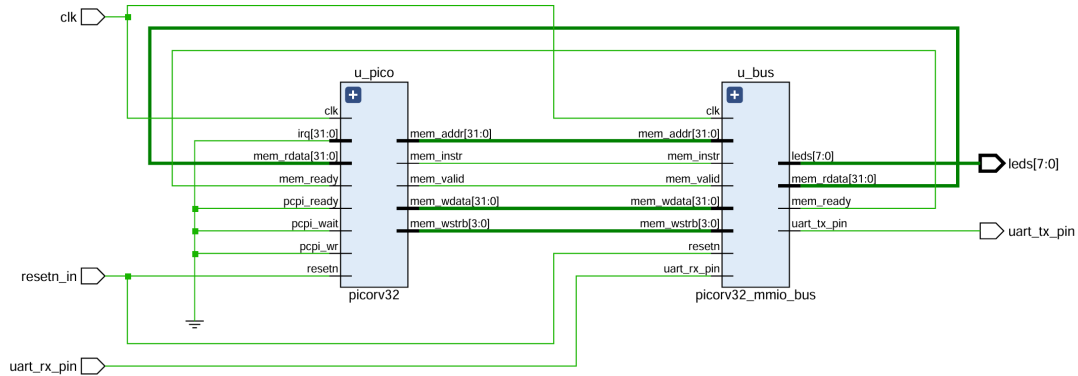 clk
u_pico
u_bus
clk
clk
irq[31:0]
mem_addr[31:0]
mem_addr[31:0]
mem_rdata[31:0]
mem_instr
mem_instr
leds[7:0]
leds[7:0]
mem_ready
mem_valid
mem_valid
mem_rdata[31:0]
pcpi_ready
mem_wdata[31:0]
mem_wdata[31:0]
mem_ready
pcpi_wait
mem_wstrb[3:0]
mem_wstrb[3:0]
uart_tx_pin
uart_tx_pin
pcpi_wr
resetn
resetn_in
resetn
uart_rx_pin
picorv32
picorv32_mmio_bus
uart_rx_pin